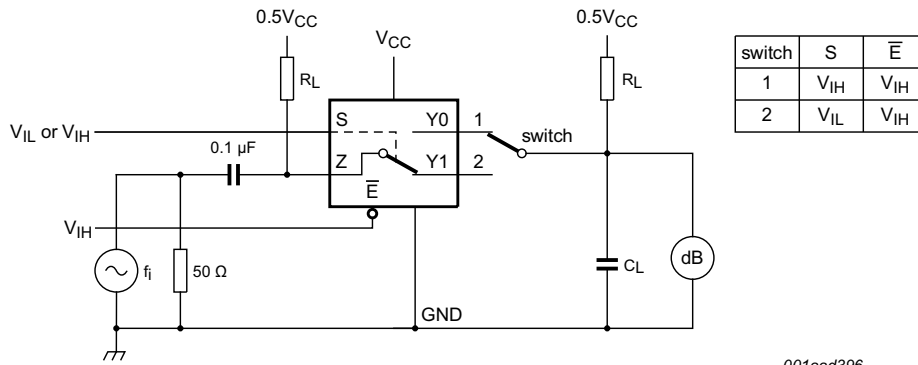 0.5VCC
VCC
0.5VCC
RL
RL
switch S E̅
1 VIH VIH
2 VIL VIH
VIL or VIH
S Y0 1
switch
0.1 µF
Z Y1 2
E̅
VIH
fi
50 Ω
CL
dB
GND
001aad396